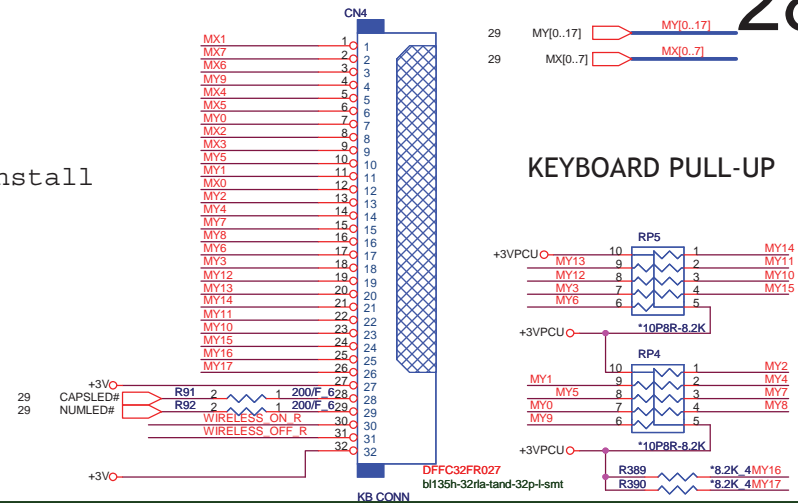 CN4
MX1 1 1
MX7 2 2
MX6 3 3
MY9 4 4
MX4 5 5
MX5 6 6
MY0 7 7
MX2 8 8
MX3 9 9
MY5 10 10
MY1 11 11
MX0 12 12
MY2 13 13
MY4 14 14
MY7 15 15
MY8 16 16
MY6 17 17
MY3 18 18
MY12 19 19
MY13 20 20
MY14 21 21
MY11 22 22
MY10 23 23
MY15 24 24
MY16 25 25
MY17 26 26
+3V 27 27
29 CAPSLED# R91 2 1 200/F_6 28 28
29 NUMLED# R92 2 1 200/F_6 29 29
WIRELESS_ON_R 30 30
WIRELESS_OFF_R 31 31
+3V 32 32
DFFC32FR027
bl135h-32rla-tand-32p-l-smt
KB CONN
nstall
29 MY[0..17] MY[0..17]
29 MX[0..7] MX[0..7]
KEYBOARD PULL-UP
RP5
+3VPCU 10 1 MY14
MY13 9 2 MY11
MY12 8 3 MY10
MY3 7 4 MY15
MY6 6 5
+3VPCU *10P8R-8.2K
RP4
10 1 MY2
MY1 9 2 MY4
MY5 8 3 MY7
MY0 7 4 MY8
MY9 6 5
+3VPCU *10P8R-8.2K
R389 *8.2K_4 MY16
R390 *8.2K_4 MY17